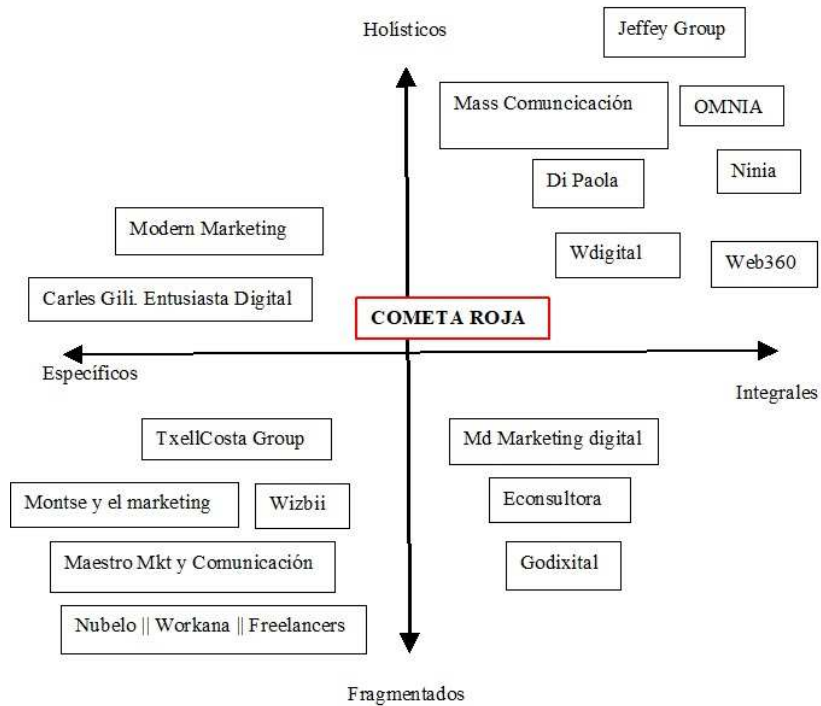 Holísticos
Jeffey Group
Mass Comuncicación
OMNIA
Di Paola
Ninia
Modern Marketing
Wdigital
Web360
Carles Gili. Entusiasta Digital
COMETA ROJA
Específicos
Integrales
TxellCosta Group
Md Marketing digital
Montse y el marketing
Wizbii
Econsultora
Maestro Mkt y Comunicación
Godixital
Nubelo || Workana || Freelancers
Fragmentados